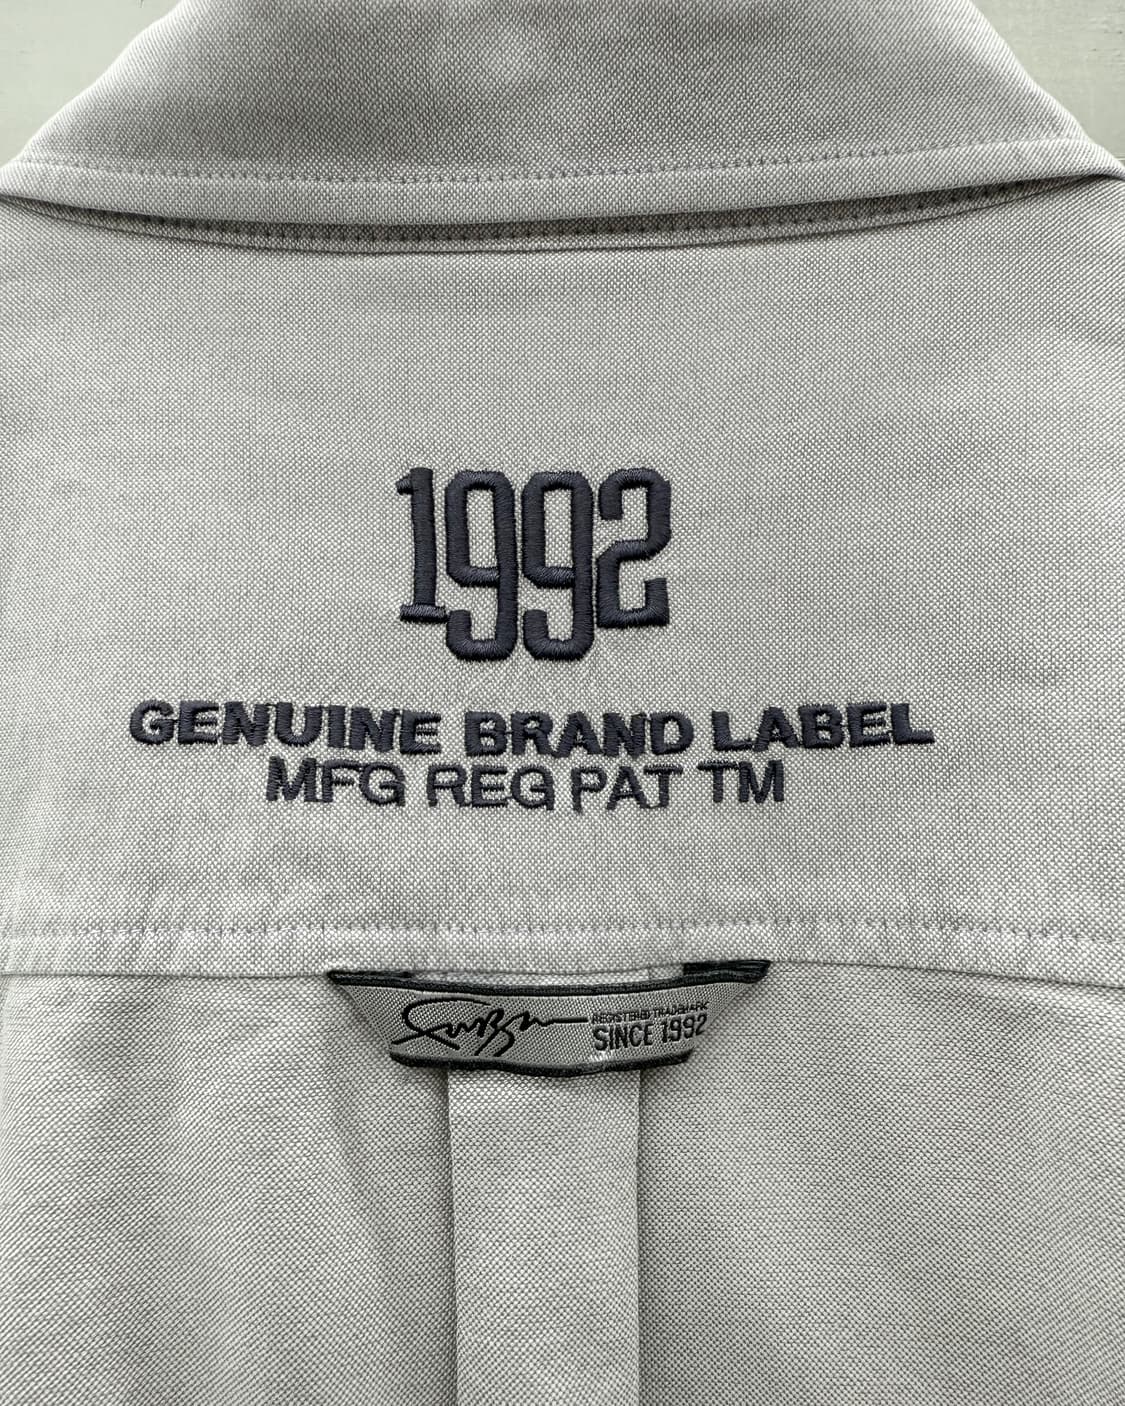 1992
GENUINE BRAND LABEL
MFG REG PAT TM
REGISTERED TRADEMARK
SINCE 1992